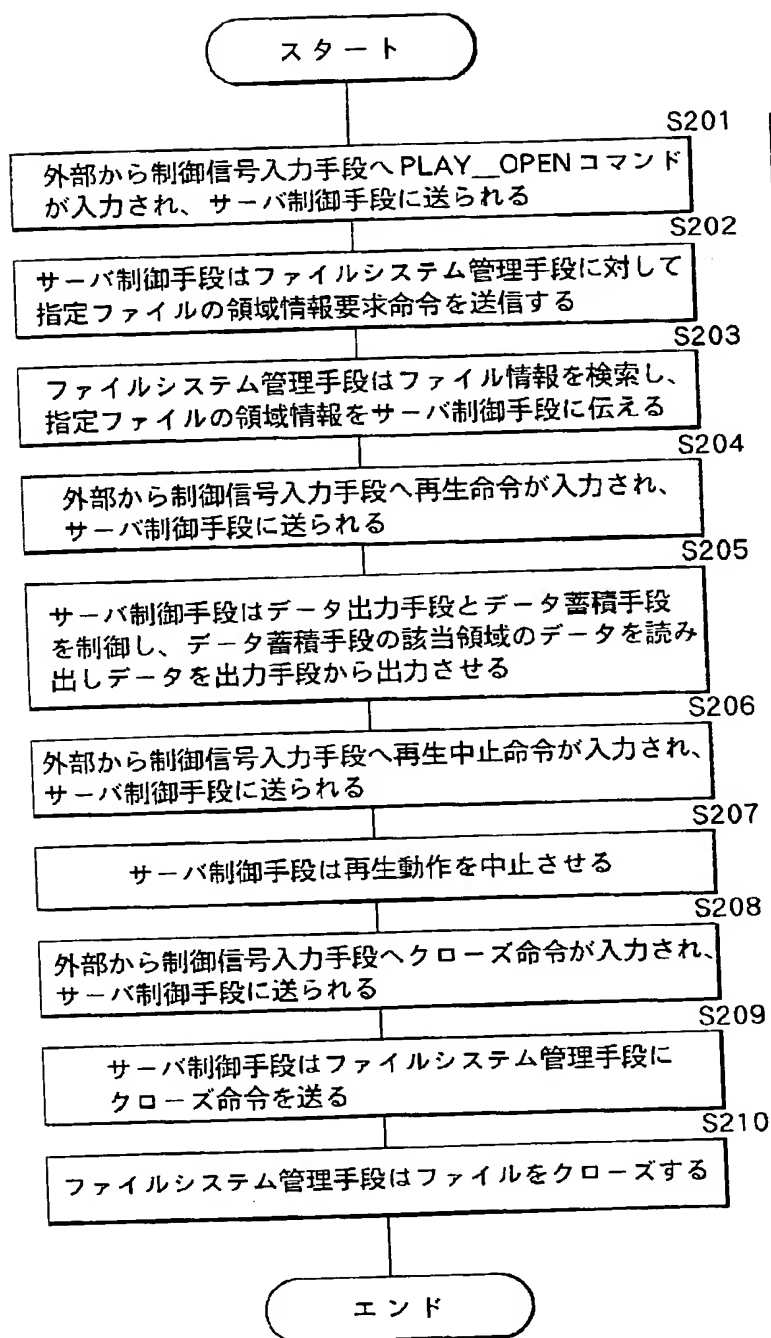 スタート
S201
外部から制御信号入力手段へPLAY__OPENコマンド
が入力され、サーバ制御手段に送られる
S202
サーバ制御手段はファイルシステム管理手段に対して
指定ファイルの領域情報要求命令を送信する
S203
ファイルシステム管理手段はファイル情報を検索し、
指定ファイルの領域情報をサーバ制御手段に伝える
S204
外部から制御信号入力手段へ再生命令が入力され、
サーバ制御手段に送られる
S205
サーバ制御手段はデータ出力手段とデータ蓄積手段
を制御し、データ蓄積手段の該当領域のデータを読み
出しデータを出力手段から出力させる
S206
外部から制御信号入力手段へ再生中止命令が入力され、
サーバ制御手段に送られる
S207
サーバ制御手段は再生動作を中止させる
S208
外部から制御信号入力手段へクローズ命令が入力され、
サーバ制御手段に送られる
S209
サーバ制御手段はファイルシステム管理手段に
クローズ命令を送る
S210
ファイルシステム管理手段はファイルをクローズする
エンド